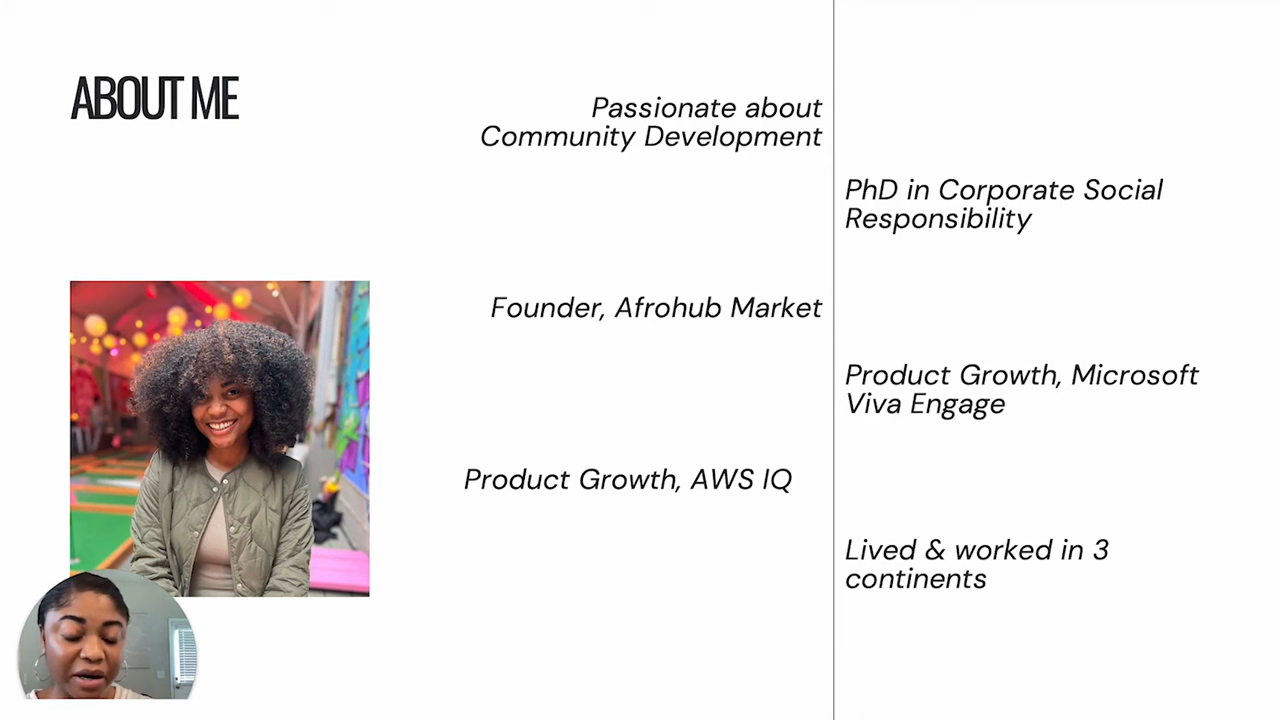 ABOUT ME
Passionate about
Community Development
PhD in Corporate Social
Responsibility
Founder, Afrohub Market
Product Growth, Microsoft
Viva Engage
Product Growth, AWS IQ
Lived & worked in 3
continents